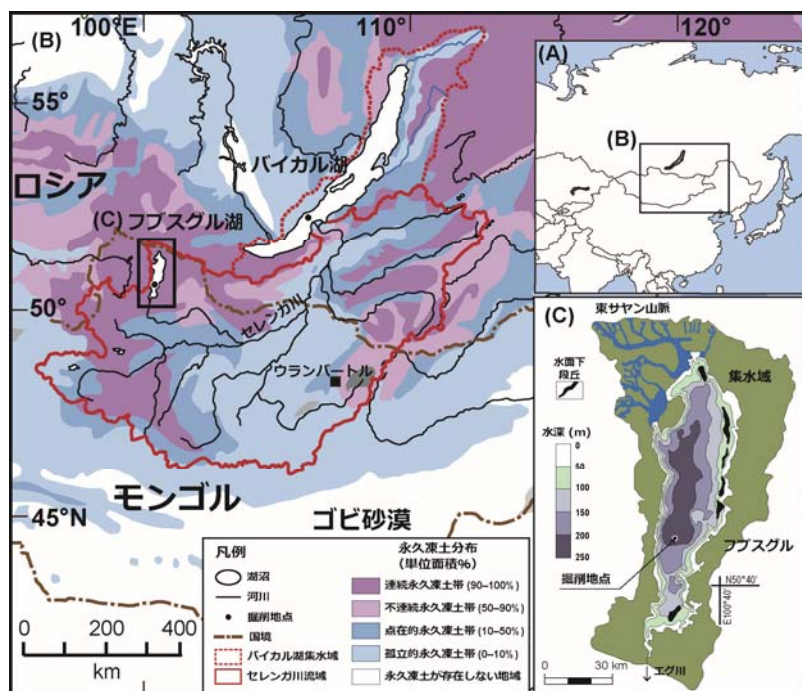 100°E
110°
120°
(B)
55°
50°
45°N
ロシア
バイカル湖
(C) フブスグル湖
セレンガ川
ウランバートル
モンゴル
ゴビ砂漠
0 200 400
km
凡例
湖沼
河川
掘削地点
国境
バイカル湖集水域
セレンガ川流域
永久凍土分布
(単位面積%)
連続永久凍土帯 (90–100%)
不連続永久凍土帯 (50–90%)
点在的永久凍土帯 (10–50%)
孤立的永久凍土帯 (0–10%)
永久凍土が存在しない地域
(A)
(B)
(C)
東サヤン山脈
水面下
段丘
集水域
水深 (m)
0
50
100
150
200
250
フブスグル
掘削地点
N50°40'
E100°40'
0 30 km
エグ川